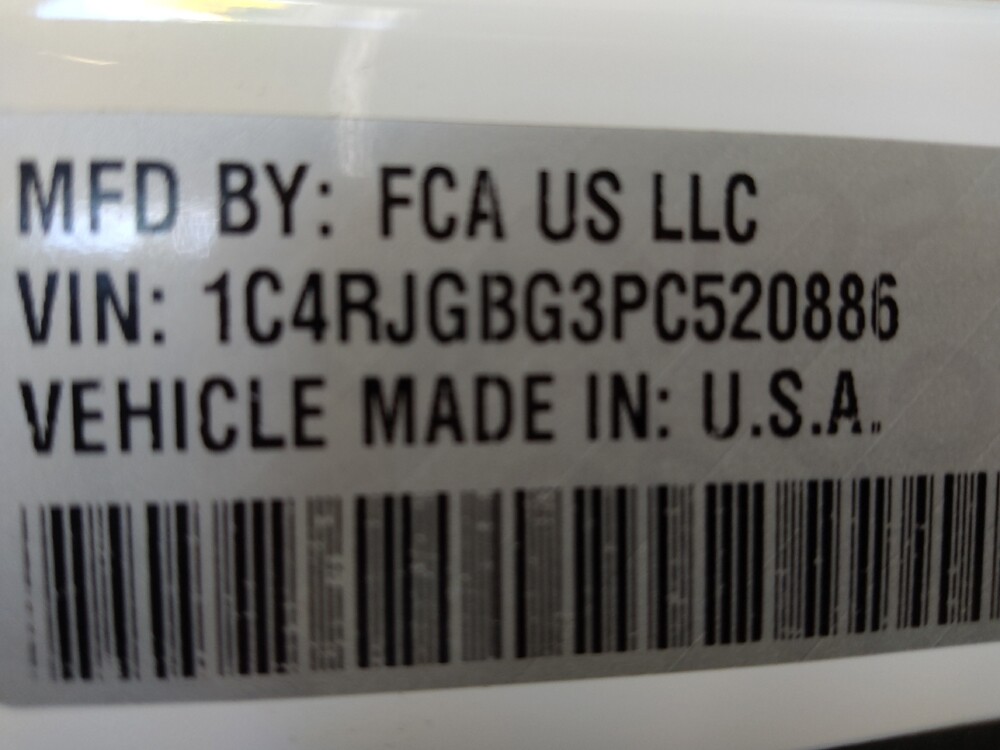 MFD BY: FCA US LLC
VIN: 1C4RJGBG3PC520886
VEHICLE MADE IN: U.S.A.